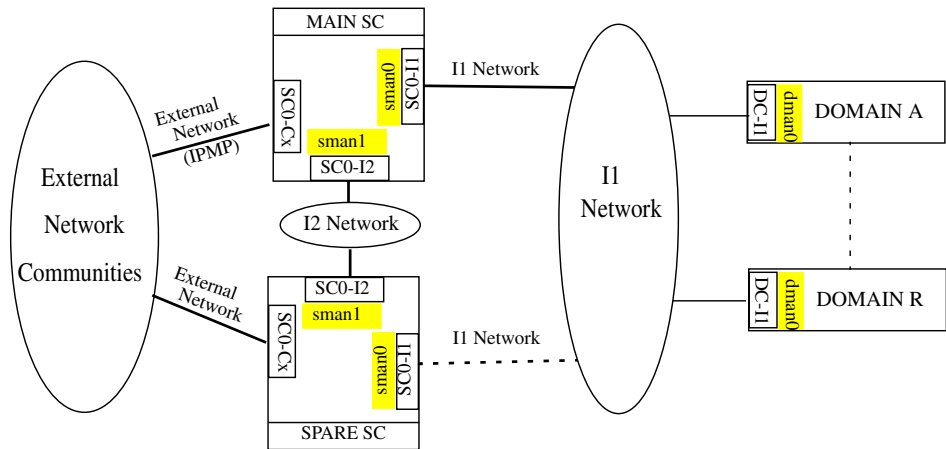 MAIN SC
sman0
SC0-I1
SC0-Cx
sman1
SC0-I2
External
Network
(IPMP)
I1 Network
External
Network
Communities
I2 Network
I1
Network
DC-I1
dman0
DOMAIN A
DC-I1
dman0
DOMAIN R
External
Network
SC0-I2
sman1
SC0-Cx
sman0
SC0-I1
I1 Network
SPARE SC